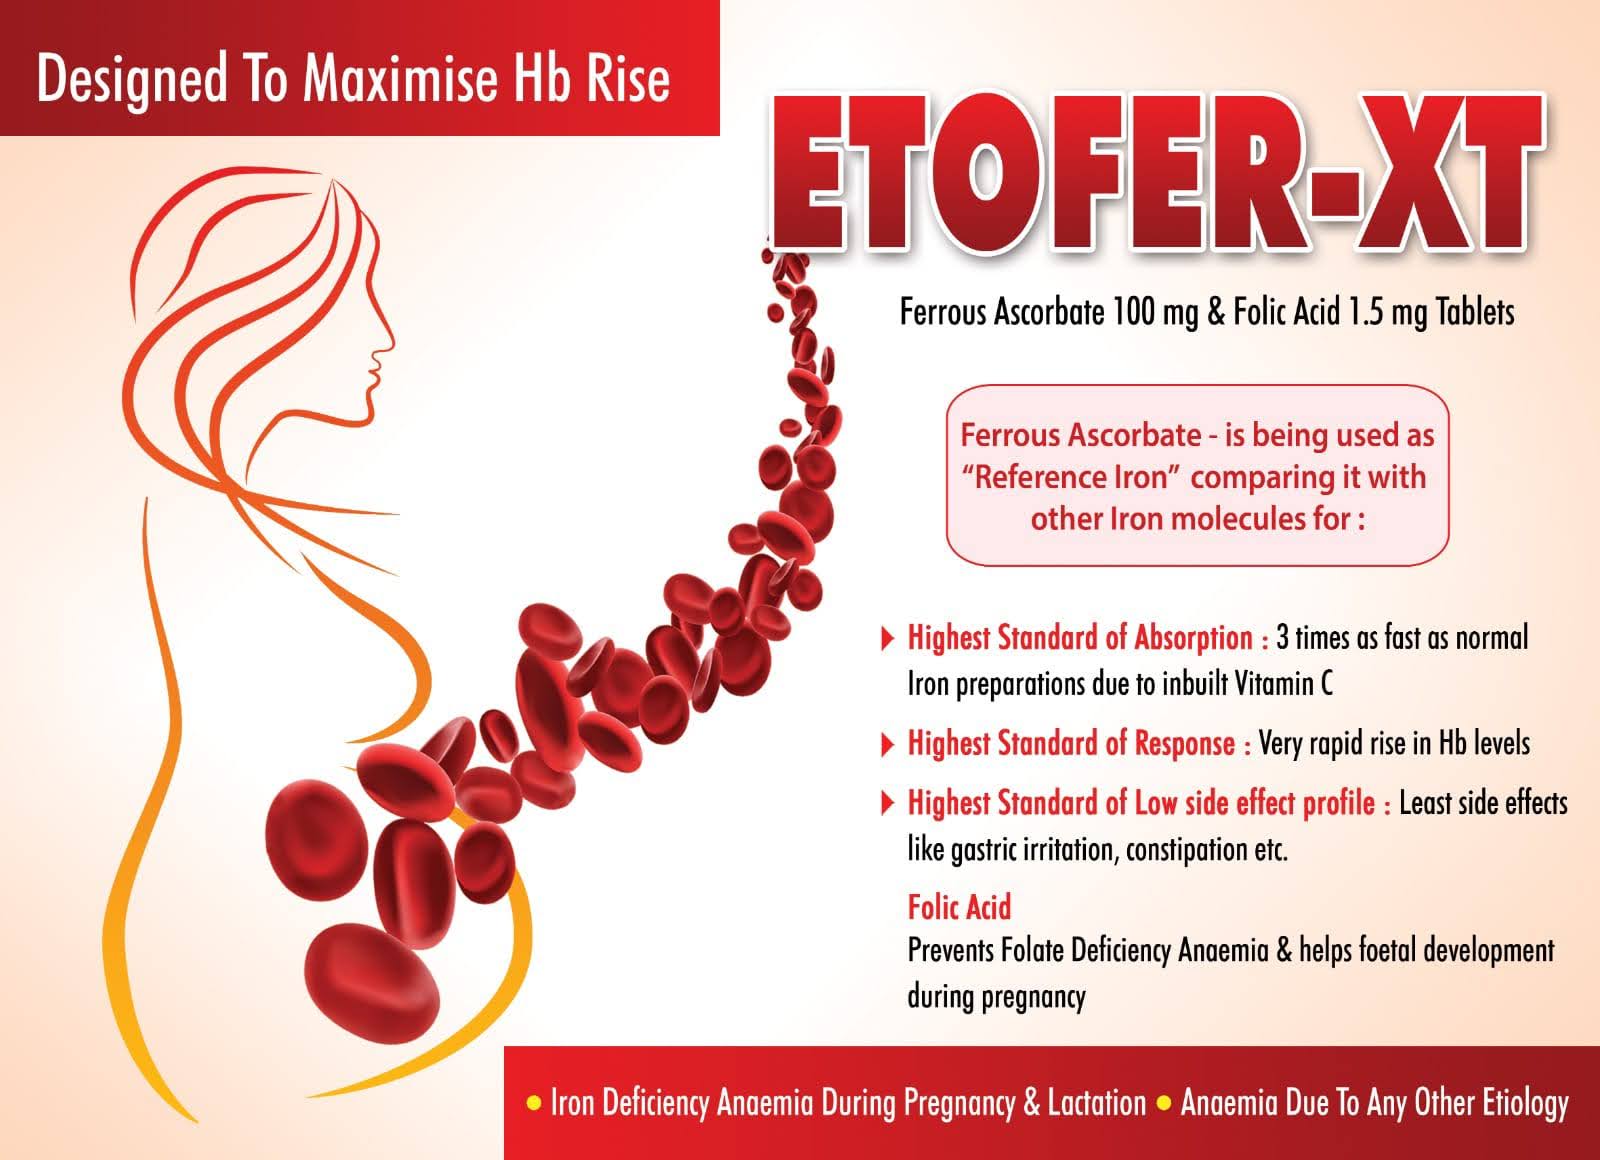 Designed To Maximise Hb Rise
ETOFER-XT
Ferrous Ascorbate 100 mg & Folic Acid 1.5 mg Tablets
Ferrous Ascorbate - is being used as
“Reference Iron” comparing it with
other Iron molecules for :
Highest Standard of Absorption : 3 times as fast as normal
Iron preparations due to inbuilt Vitamin C
Highest Standard of Response : Very rapid rise in Hb levels
Highest Standard of Low side effect profile : Least side effects
like gastric irritation, constipation etc.
Folic Acid
Prevents Folate Deficiency Anaemia & helps foetal development
during pregnancy
• Iron Deficiency Anaemia During Pregnancy & Lactation • Anaemia Due To Any Other Etiology